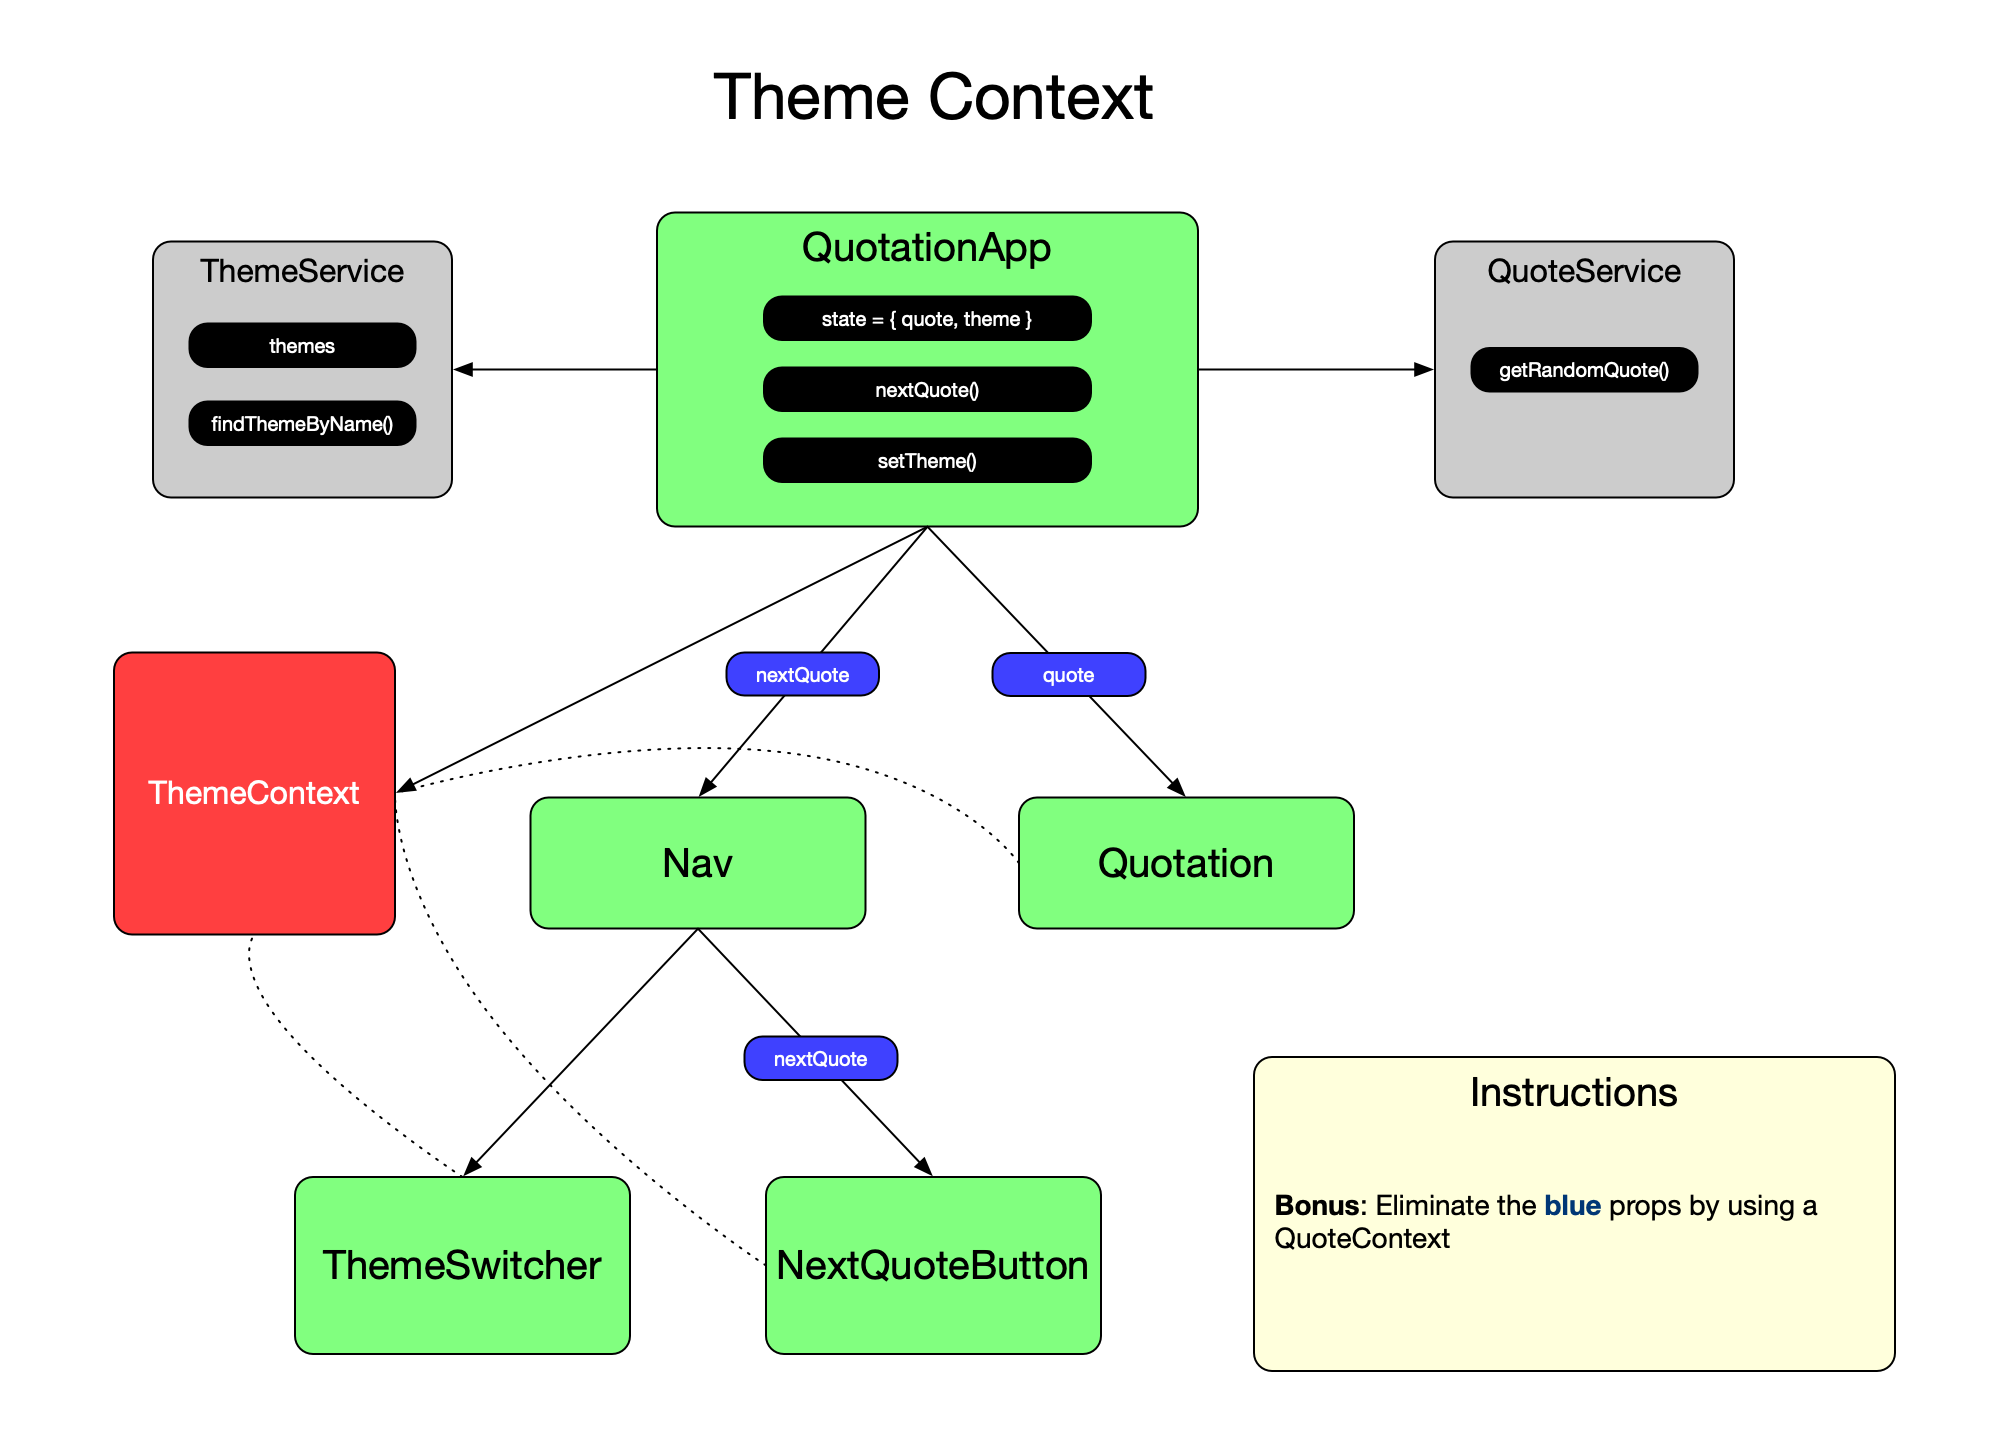 Theme Context
ThemeService
themes
findThemeByName()
QuotationApp
state = { quote, theme }
nextQuote()
setTheme()
QuoteService
getRandomQuote()
nextQuote
quote
ThemeContext
Nav
Quotation
nextQuote
ThemeSwitcher
NextQuoteButton
Instructions
Bonus: Eliminate the blue props by using a
QuoteContext